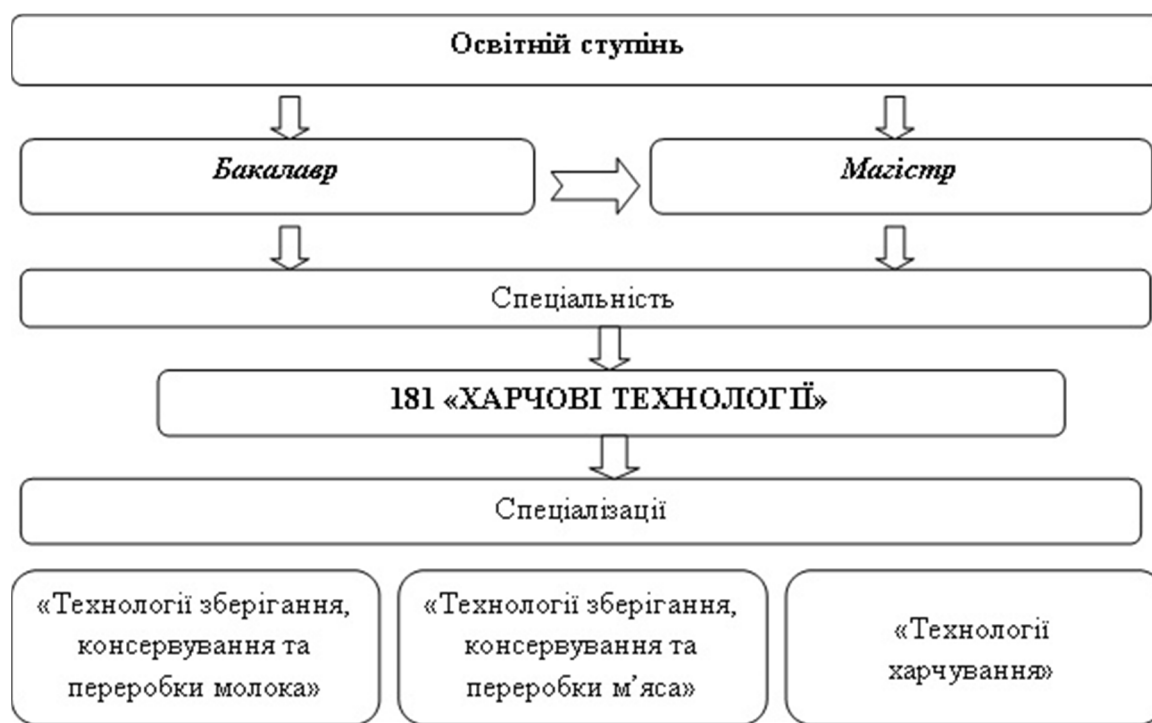 Освітній ступінь
Бакалавр
Магістр
Спеціальність
181 «ХАРЧОВІ ТЕХНОЛОГІЇ»
Спеціалізації
«Технології зберігання,
консервування та
переробки молока»
«Технології зберігання,
консервування та
переробки м’яса»
«Технології
харчування»